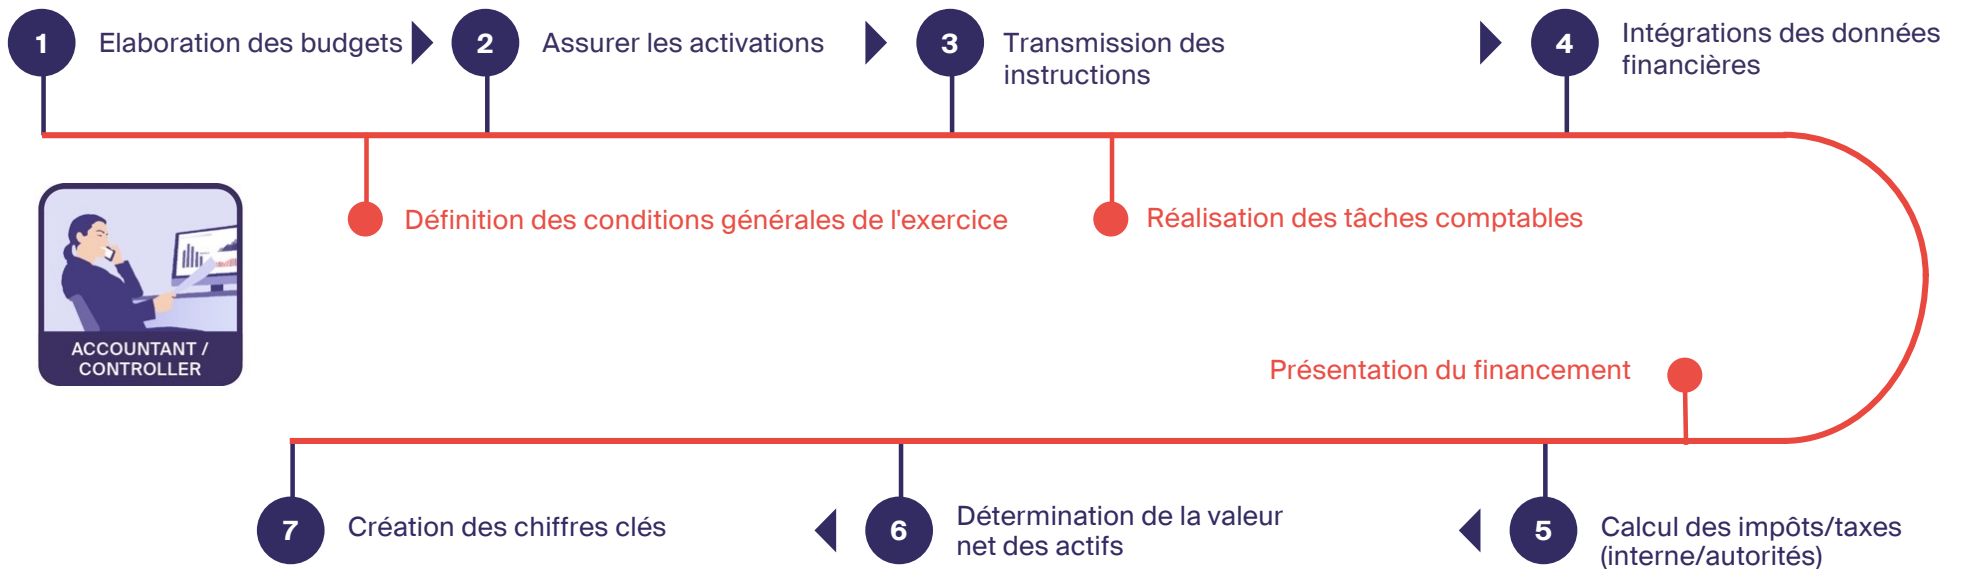 1 Elaboration des budgets
2 Assurer les activations
3 Transmission des
instructions
4 Intégrations des données
financières
Définition des conditions générales de l'exercice
Réalisation des tâches comptables
ACCOUNTANT /
CONTROLLER
Présentation du financement
7 Création des chiffres clés
6 Détermination de la valeur
net des actifs
5 Calcul des impôts/taxes
(interne/autorités)